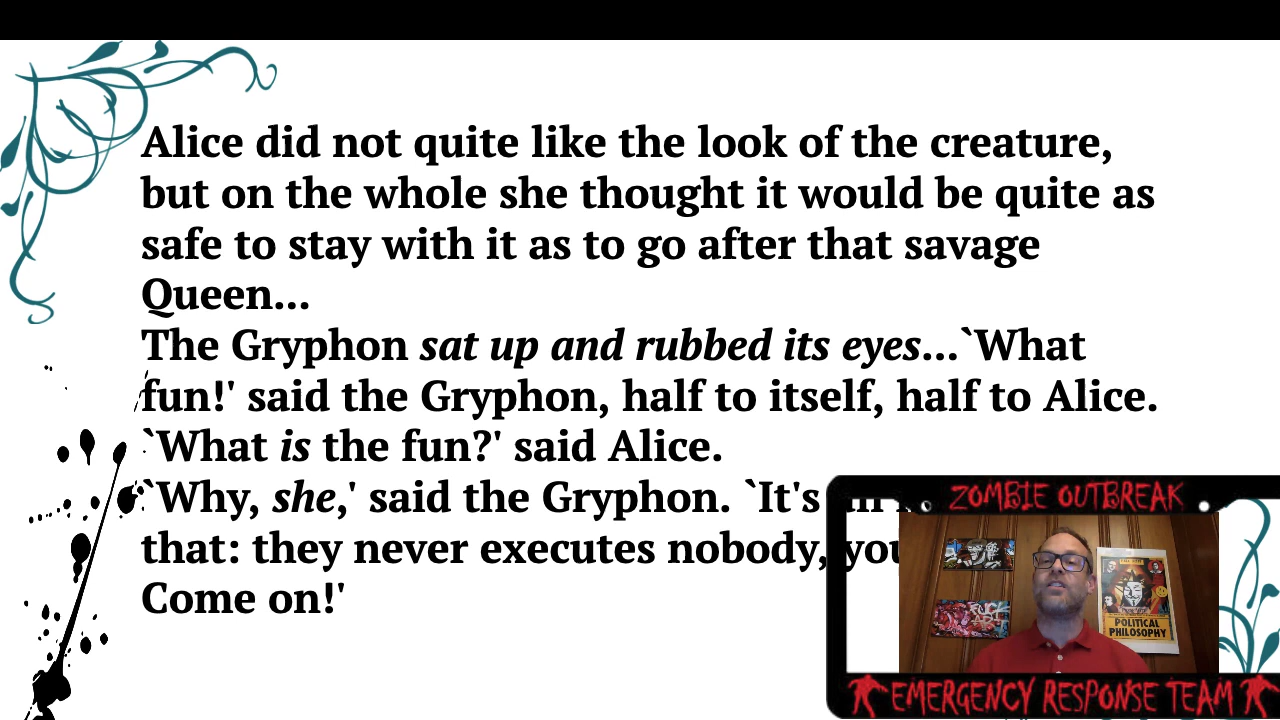 Alice did not quite like the look of the creature,
but on the whole she thought it would be quite as
safe to stay with it as to go after that savage
Queen...
The Gryphon sat up and rubbed its eyes...`What
fun!' said the Gryphon, half to itself, half to Alice.
`What is the fun?' said Alice.
`Why, she,' said the Gryphon. `It's
that: they never executes nobody, you
Come on!'
ZOMBIE OUTBREAK
FUCK
ART
POLITICAL
PHILOSOPHY
EMERGENCY RESPONSE TEAM